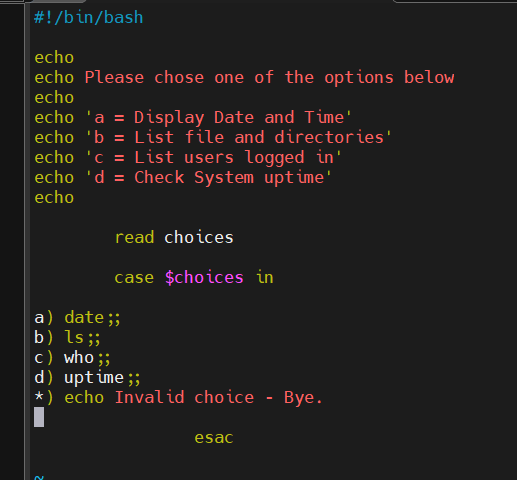 #!/bin/bash
echo
echo Please chose one of the options below
echo
echo 'a = Display Date and Time'
echo 'b = List file and directories'
echo 'c = List users logged in'
echo 'd = Check System uptime'
echo
read choices
case $choices in
a) date;;
b) ls;;
c) who;;
d) uptime;;
*) echo Invalid choice - Bye.
esac
~